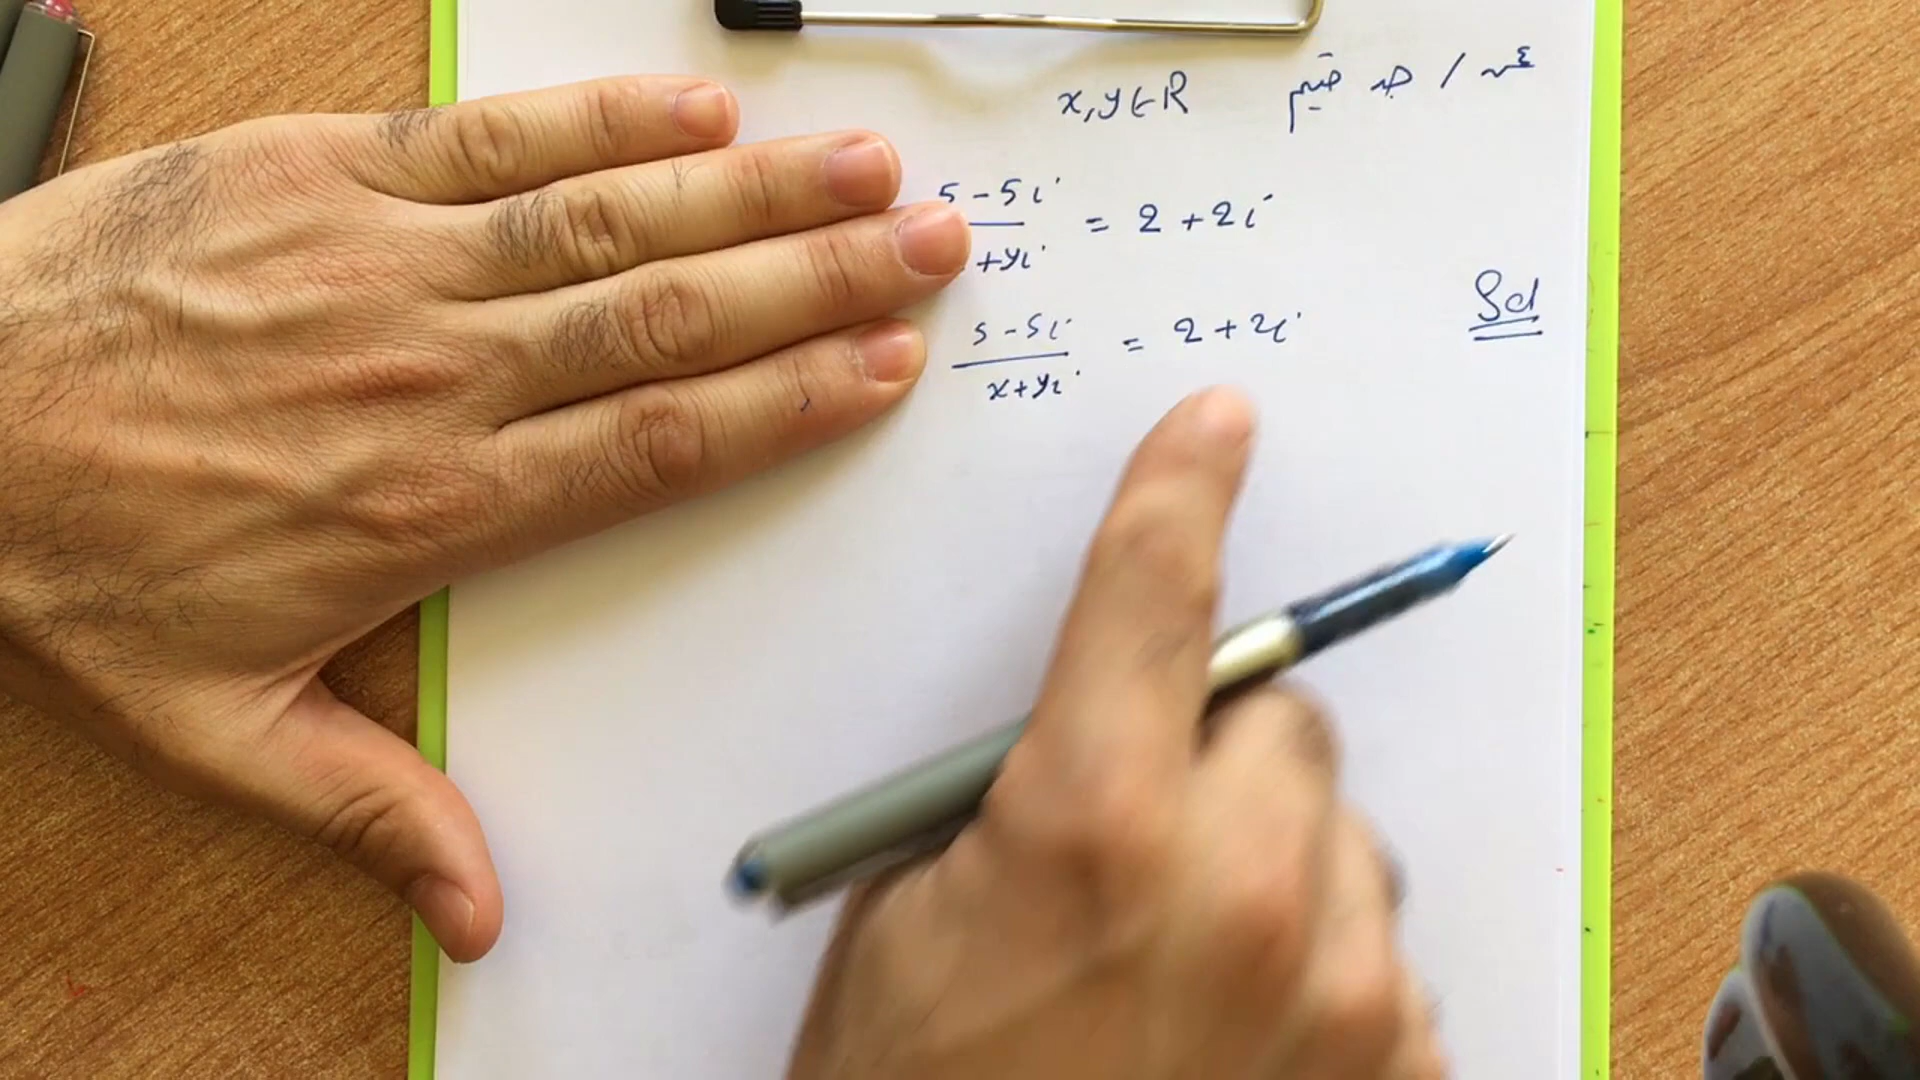 س٤ / جد قيم x,y∈R
5-5i / +yi = 2+2i
Sol
5-5i / x+yi = 2+2i